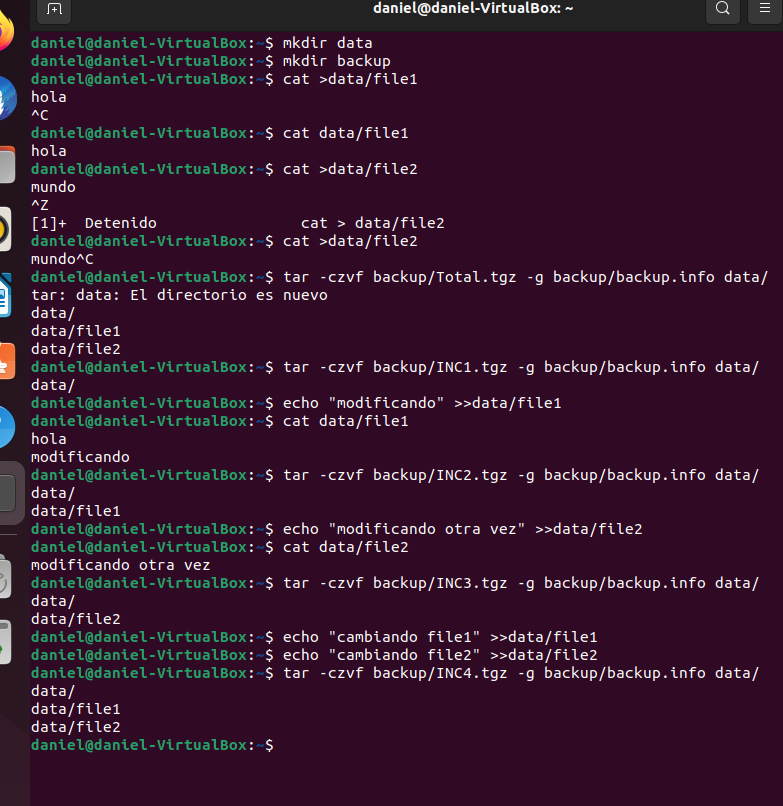 daniel@daniel-VirtualBox: ~
daniel@daniel-VirtualBox:~$ mkdir data
daniel@daniel-VirtualBox:~$ mkdir backup
daniel@daniel-VirtualBox:~$ cat >data/file1
hola
^C
daniel@daniel-VirtualBox:~$ cat data/file1
hola
daniel@daniel-VirtualBox:~$ cat >data/file2
mundo
^Z
[1]+  Detenido                cat > data/file2
daniel@daniel-VirtualBox:~$ cat >data/file2
mundo^C
daniel@daniel-VirtualBox:~$ tar -czvf backup/Total.tgz -g backup/backup.info data/
tar: data: El directorio es nuevo
data/
data/file1
data/file2
daniel@daniel-VirtualBox:~$ tar -czvf backup/INC1.tgz -g backup/backup.info data/
data/
daniel@daniel-VirtualBox:~$ echo "modificando" >>data/file1
daniel@daniel-VirtualBox:~$ cat data/file1
hola
modificando
daniel@daniel-VirtualBox:~$ tar -czvf backup/INC2.tgz -g backup/backup.info data/
data/
data/file1
daniel@daniel-VirtualBox:~$ echo "modificando otra vez" >>data/file2
daniel@daniel-VirtualBox:~$ cat data/file2
modificando otra vez
daniel@daniel-VirtualBox:~$ tar -czvf backup/INC3.tgz -g backup/backup.info data/
data/
data/file2
daniel@daniel-VirtualBox:~$ echo "cambiando file1" >>data/file1
daniel@daniel-VirtualBox:~$ echo "cambiando file2" >>data/file2
daniel@daniel-VirtualBox:~$ tar -czvf backup/INC4.tgz -g backup/backup.info data/
data/
data/file1
data/file2
daniel@daniel-VirtualBox:~$